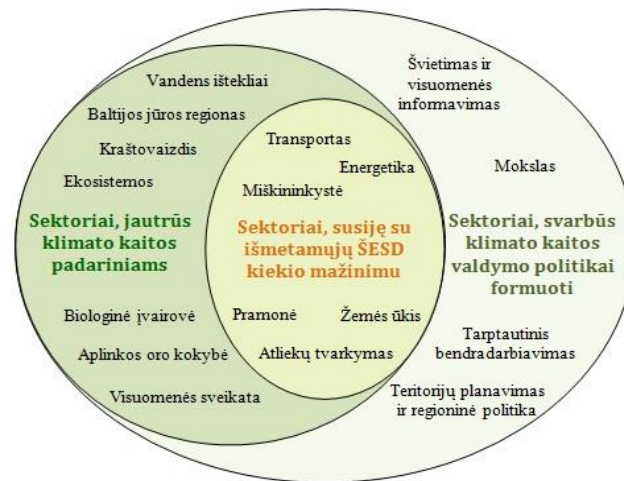 Švietimas ir
visuomenės
informavimas
Vandens ištekliai
Baltijos jūros regionas
Transportas
Kraštovaizdis
Energetika
Mokslas
Ekosistemos
Miškininkystė
Sektoriai, jautrūs
klimato kaitos
padariniams
Sektoriai, susiję su
išmetamųjų ŠESD
kiekio mažinimu
Sektoriai, svarbūs
klimato kaitos
valdymo politikai
formuoti
Biologinė įvairovė
Pramonė
Žemės ūkis
Aplinkos oro kokybė
Atliekų tvarkymas
Tarptautinis
bendradarbiavimas
Visuomenės sveikata
Teritorijų planavimas
ir regioninė politika